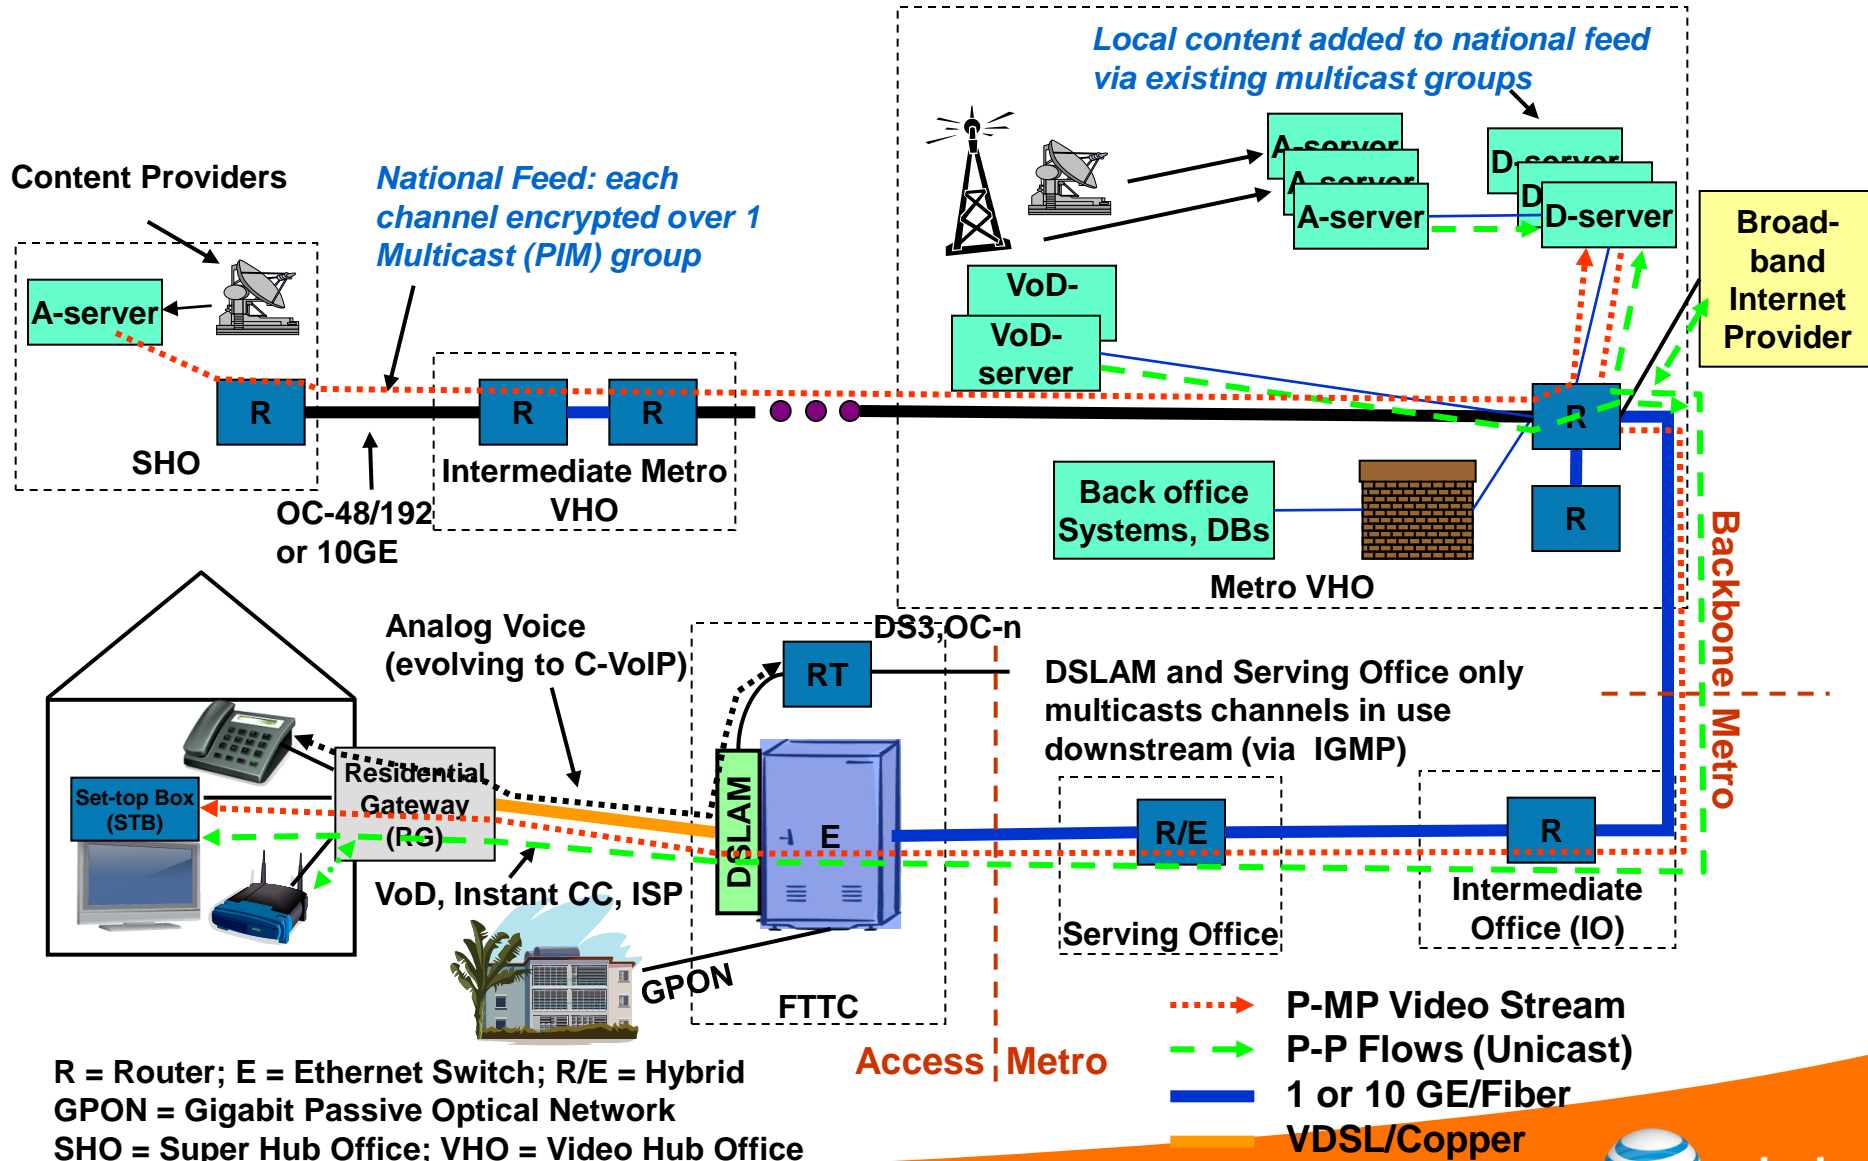 Local content added to national feed
via existing multicast groups
Content Providers
National Feed: each
channel encrypted over 1
Multicast (PIM) group
A-server
A-server
A-server
D-server
D
D-server
Broad-
band
Internet
Provider
A-server
VoD-
VoD-
server
R
R
R
R
SHO
Intermediate Metro
VHO
OC-48/192
or 10GE
Back office
Systems, DBs
R
Metro VHO
Backbone Metro
Analog Voice
(evolving to C-VoIP)
DS3,OC-n
RT
DSLAM and Serving Office only
multicasts channels in use
downstream (via IGMP)
Residential
Gateway
(RG)
Set-top Box
(STB)
DSLAM
E
R/E
R
VoD, Instant CC, ISP
Intermediate
Office (IO)
Serving Office
GPON
FTTC
Access Metro
P-MP Video Stream
P-P Flows (Unicast)
1 or 10 GE/Fiber
VDSL/Copper
R = Router; E = Ethernet Switch; R/E = Hybrid
GPON = Gigabit Passive Optical Network
SHO = Super Hub Office; VHO = Video Hub Office